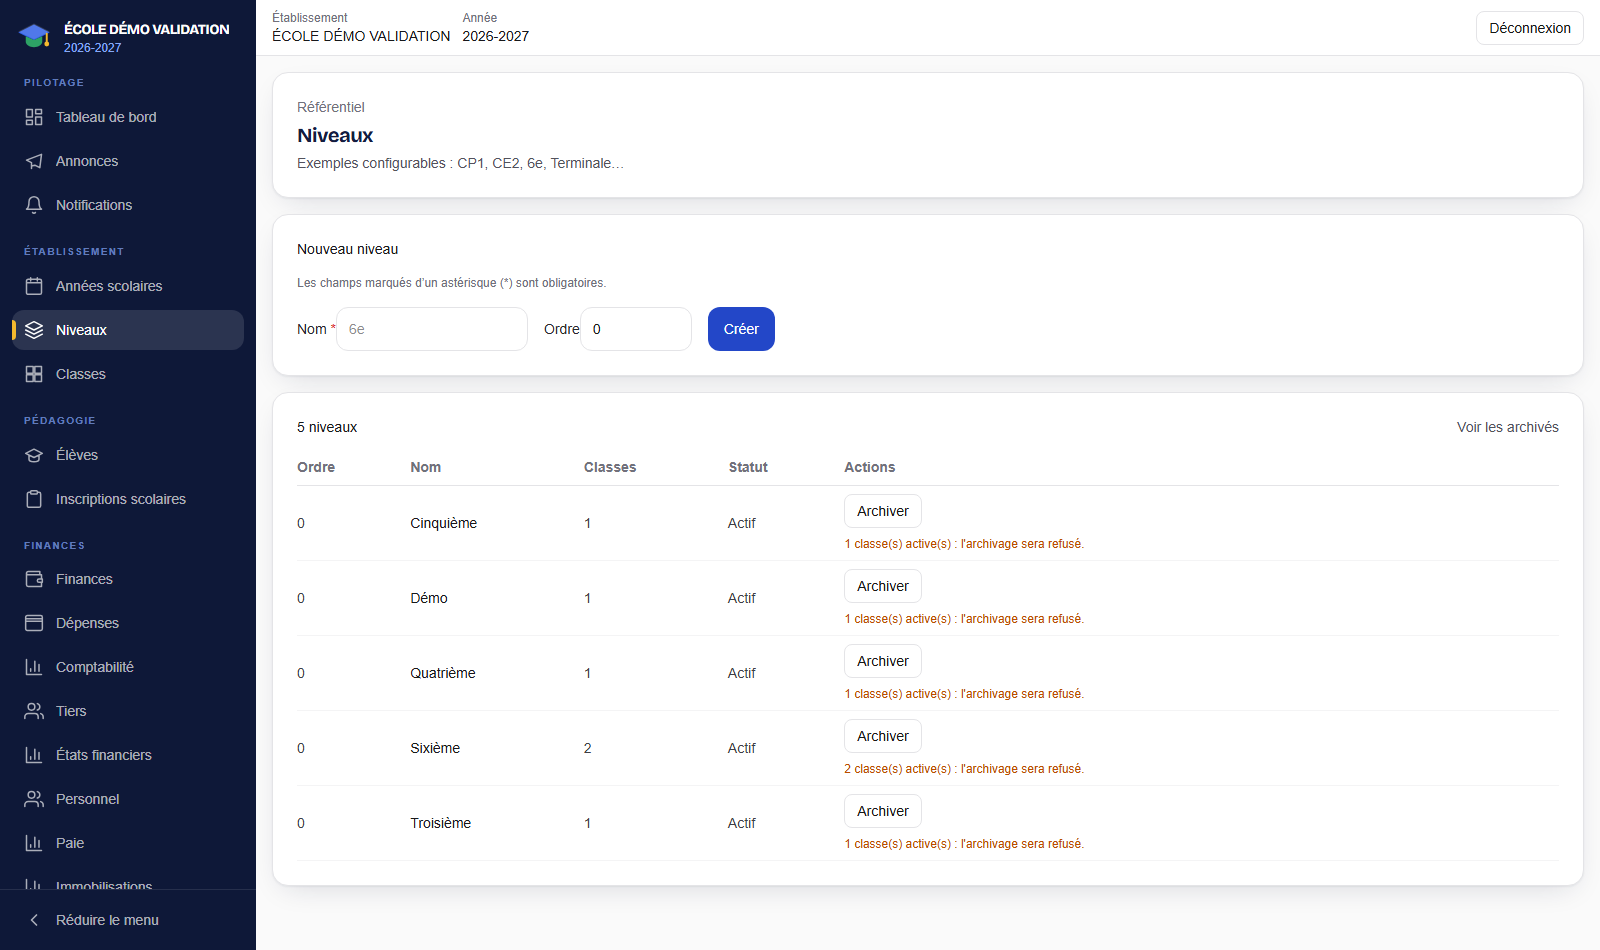 ÉCOLE DÉMO VALIDATION
2026-2027
PILOTAGE
Tableau de bord
Annonces
Notifications
ÉTABLISSEMENT
Années scolaires
Niveaux
Classes
PÉDAGOGIE
Élèves
Inscriptions scolaires
FINANCES
Finances
Dépenses
Comptabilité
Tiers
États financiers
Personnel
Paie
Immobilisations
Réduire le menu
Établissement Année
ÉCOLE DÉMO VALIDATION 2026-2027
Déconnexion
Référentiel
Niveaux
Exemples configurables : CP1, CE2, 6e, Terminale…
Nouveau niveau
Les champs marqués d’un astérisque (*) sont obligatoires.
Nom * 6e Ordre 0 Créer
5 niveaux Voir les archivés
Ordre Nom Classes Statut Actions
0 Cinquième 1 Actif Archiver
1 classe(s) active(s) : l'archivage sera refusé.
0 Démo 1 Actif Archiver
1 classe(s) active(s) : l'archivage sera refusé.
0 Quatrième 1 Actif Archiver
1 classe(s) active(s) : l'archivage sera refusé.
0 Sixième 2 Actif Archiver
2 classe(s) active(s) : l'archivage sera refusé.
0 Troisième 1 Actif Archiver
1 classe(s) active(s) : l'archivage sera refusé.